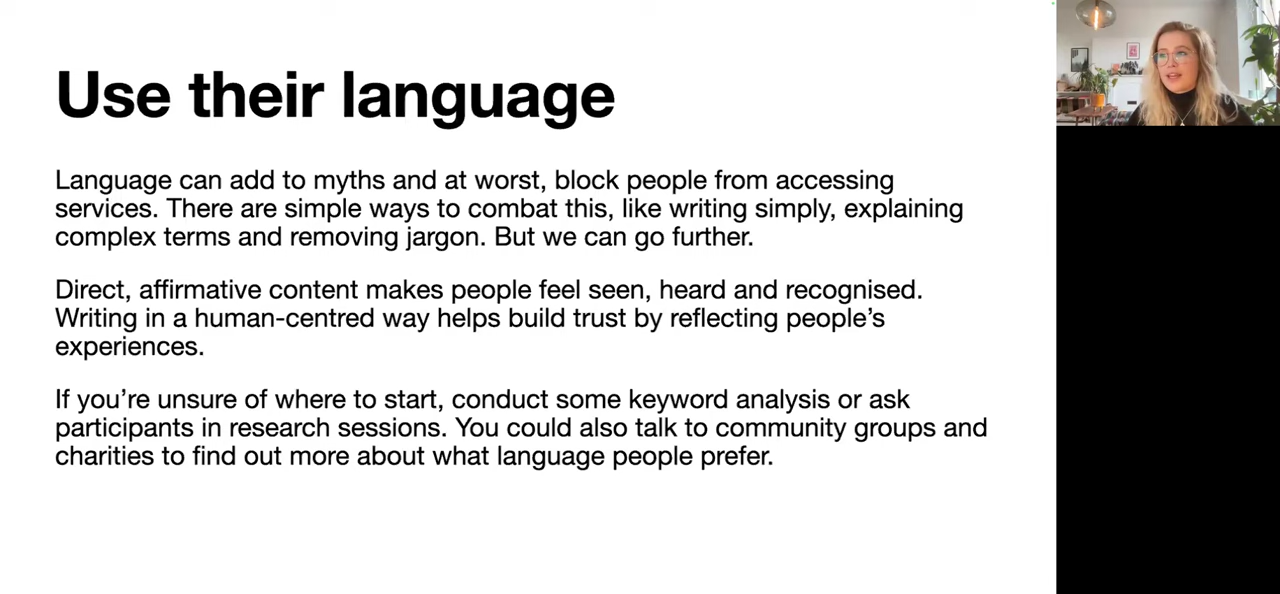 Use their language
Language can add to myths and at worst, block people from accessing
services. There are simple ways to combat this, like writing simply, explaining
complex terms and removing jargon. But we can go further.
Direct, affirmative content makes people feel seen, heard and recognised.
Writing in a human-centred way helps build trust by reflecting people’s
experiences.
If you’re unsure of where to start, conduct some keyword analysis or ask
participants in research sessions. You could also talk to community groups and
charities to find out more about what language people prefer.